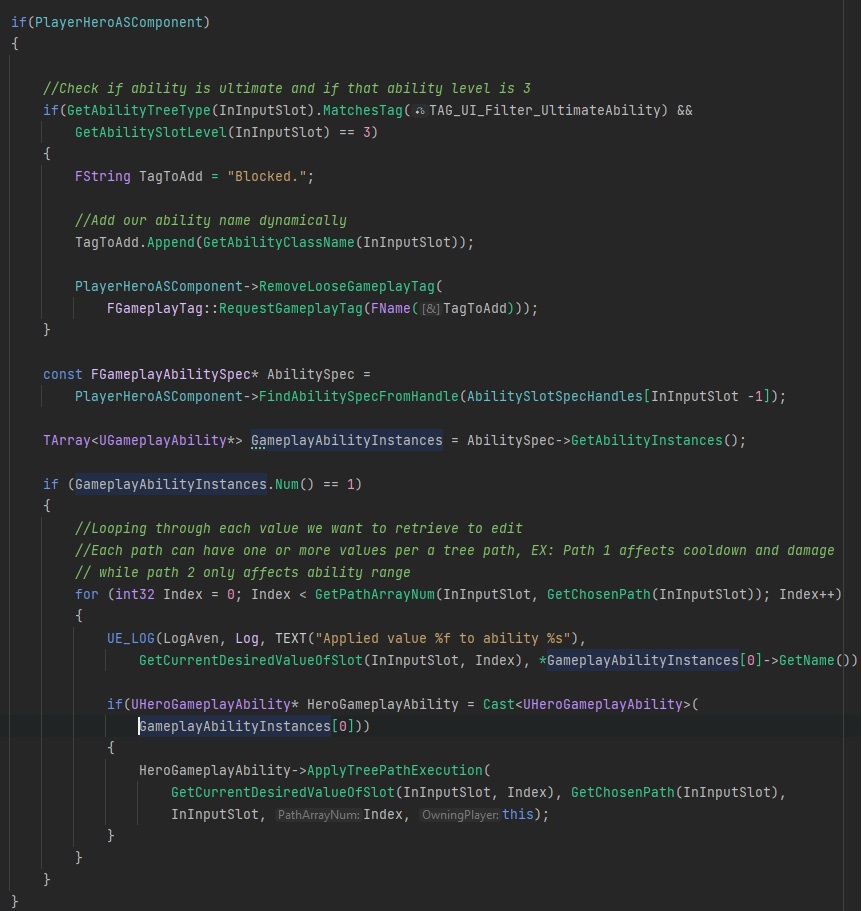 if(PlayerHeroASComponent)
{
//Check if ability is ultimate and if that ability level is 3
if(GetAbilityTreeType(InInputSlot).MatchesTag(TAG_UI_Filter_UltimateAbility) &&
GetAbilitySlotLevel(InInputSlot) == 3)
{
FString TagToAdd = "Blocked.";
//Add our ability name dynamically
TagToAdd.Append(GetAbilityClassName(InInputSlot));
PlayerHeroASComponent->RemoveLooseGameplayTag(
FGameplayTag::RequestGameplayTag(FName([&]TagToAdd)));
}
const FGameplayAbilitySpec* AbilitySpec =
PlayerHeroASComponent->FindAbilitySpecFromHandle(AbilitySlotSpecHandles[InInputSlot -1]);
TArray<UGameplayAbility*> GameplayAbilityInstances = AbilitySpec->GetAbilityInstances();
if (GameplayAbilityInstances.Num() == 1)
{
//Looping through each value we want to retrieve to edit
//Each path can have one or more values per a tree path, EX: Path 1 affects cooldown and damage
// while path 2 only affects ability range
for (int32 Index = 0; Index < GetPathArrayNum(InInputSlot, GetChosenPath(InInputSlot)); Index++)
{
UE_LOG(LogAven, Log, TEXT("Applied value %f to ability %s"),
GetCurrentDesiredValueOfSlot(InInputSlot, Index), *GameplayAbilityInstances[0]->GetName())
if(UHeroGameplayAbility* HeroGameplayAbility = Cast<UHeroGameplayAbility>(
GameplayAbilityInstances[0]))
{
HeroGameplayAbility->ApplyTreePathExecution(
GetCurrentDesiredValueOfSlot(InInputSlot, Index), GetChosenPath(InInputSlot),
InInputSlot, PathArrayNum: Index, OwningPlayer: this);
}
}
}
}